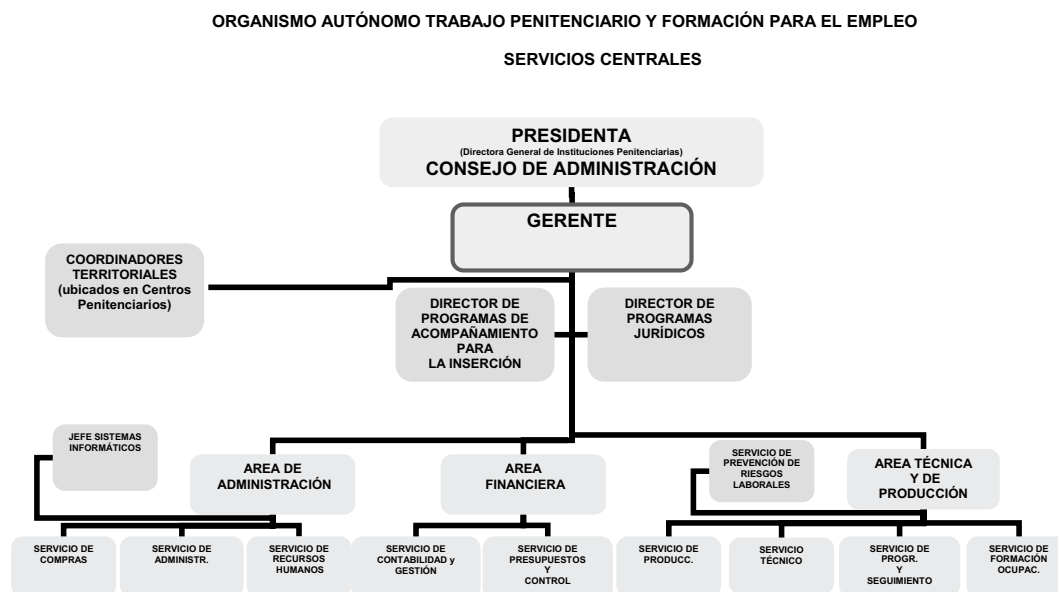 ORGANISMO AUTÓNOMO TRABAJO PENITENCIARIO Y FORMACIÓN PARA EL EMPLEO
SERVICIOS CENTRALES
PRESIDENTA
(Directora General de Instituciones Penitenciarias)
CONSEJO DE ADMINISTRACIÓN
GERENTE
COORDINADORES
TERRITORIALES
(ubicados en Centros
Penitenciarios)
DIRECTOR DE
PROGRAMAS DE
ACOMPAÑAMIENTO
PARA
LA INSERCIÓN
DIRECTOR DE
PROGRAMAS
JURÍDICOS
JEFE SISTEMAS
INFORMÁTICOS
AREA DE
ADMINISTRACIÓN
AREA
FINANCIERA
SERVICIO DE
PREVENCIÓN DE
RIESGOS
LABORALES
AREA TÉCNICA
Y DE
PRODUCCIÓN
SERVICIO DE
COMPRAS
SERVICIO DE
ADMINISTR.
SERVICIO DE
RECURSOS
HUMANOS
SERVICIO DE
CONTABILIDAD y
GESTIÓN
SERVICIO DE
PRESUPUESTOS
Y
CONTROL
SERVICIO DE
PRODUCC.
SERVICIO
TÉCNICO
SERVICIO DE
PROGR.
Y
SEGUIMIENTO
SERVICIO DE
FORMACIÓN
OCUPAC.